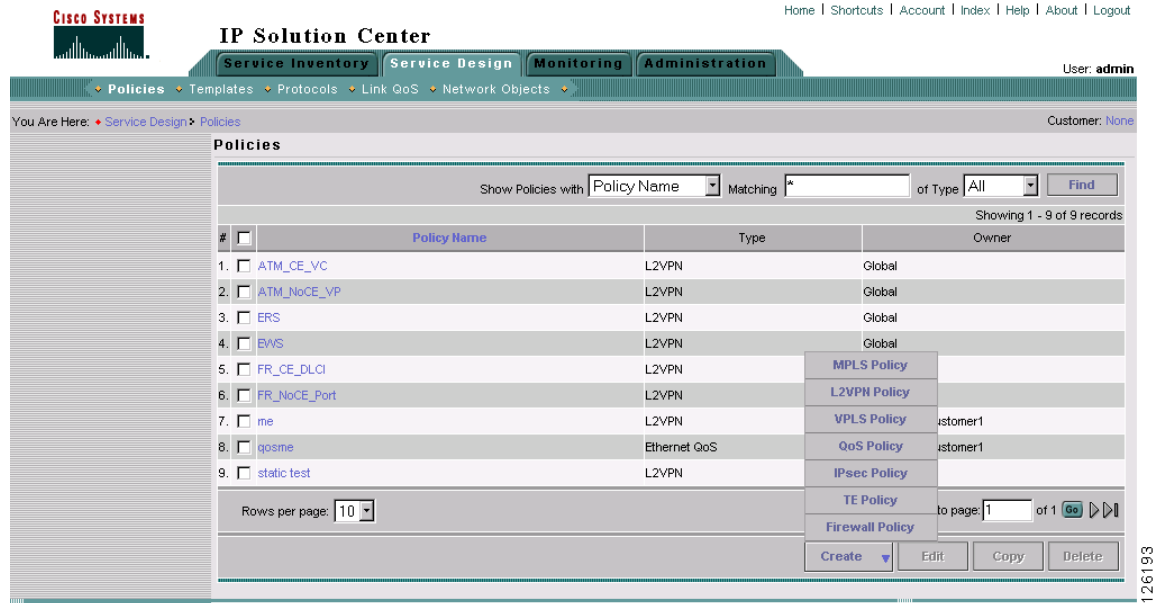 Home | Shortcuts | Account | Index | Help | About | Logout
CISCO SYSTEMS
IP Solution Center
Service Inventory Service Design Monitoring Administration
User: admin
Policies Templates Protocols Link QoS Network Objects
You Are Here: Service Design Policies Customer: None
Policies
Show Policies with Policy Name Matching * of Type All Find
Showing 1 - 9 of 9 records
# Policy Name Type Owner
1. ATM_CE_VC L2VPN Global
2. ATM_NoCE_VP L2VPN Global
3. ERS L2VPN Global
4. EWS L2VPN Global
5. FR_CE_DLCI L2VPN
MPLS Policy
6. FR_NoCE_Port L2VPN
L2VPN Policy
7. me L2VPN
VPLS Policy
ustomer1
8. qosme Ethernet QoS
QoS Policy
ustomer1
9. static test L2VPN
IPsec Policy
TE Policy
Rows per page: 10
to page: 1 of 1 Go
Firewall Policy
Create Edit Copy Delete
126193